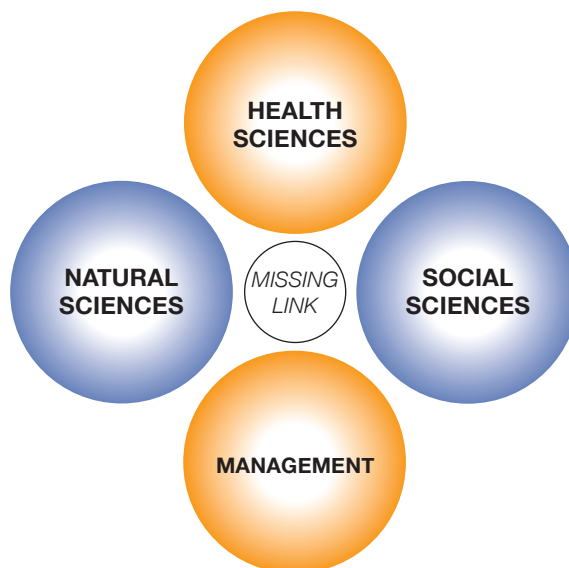 HEALTH
SCIENCES
NATURAL
SCIENCES
MISSING
LINK
SOCIAL
SCIENCES
MANAGEMENT